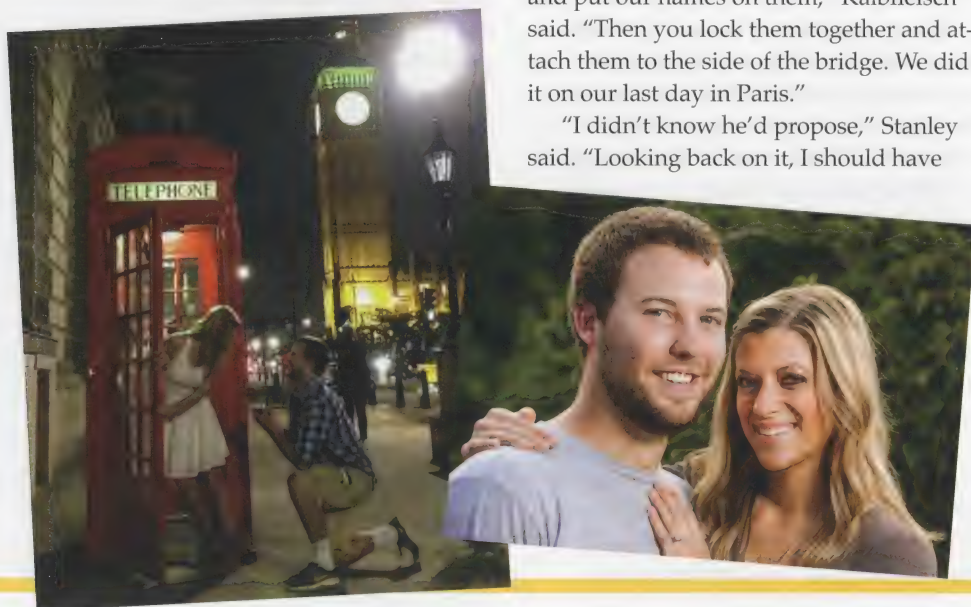 and put our names on them,” Kalbfleisch
said. “Then you lock them together and at-
tach them to the side of the bridge. We did
it on our last day in Paris.”
“I didn’t know he’d propose,” Stanley
said. “Looking back on it, I should have
TELEPHONE